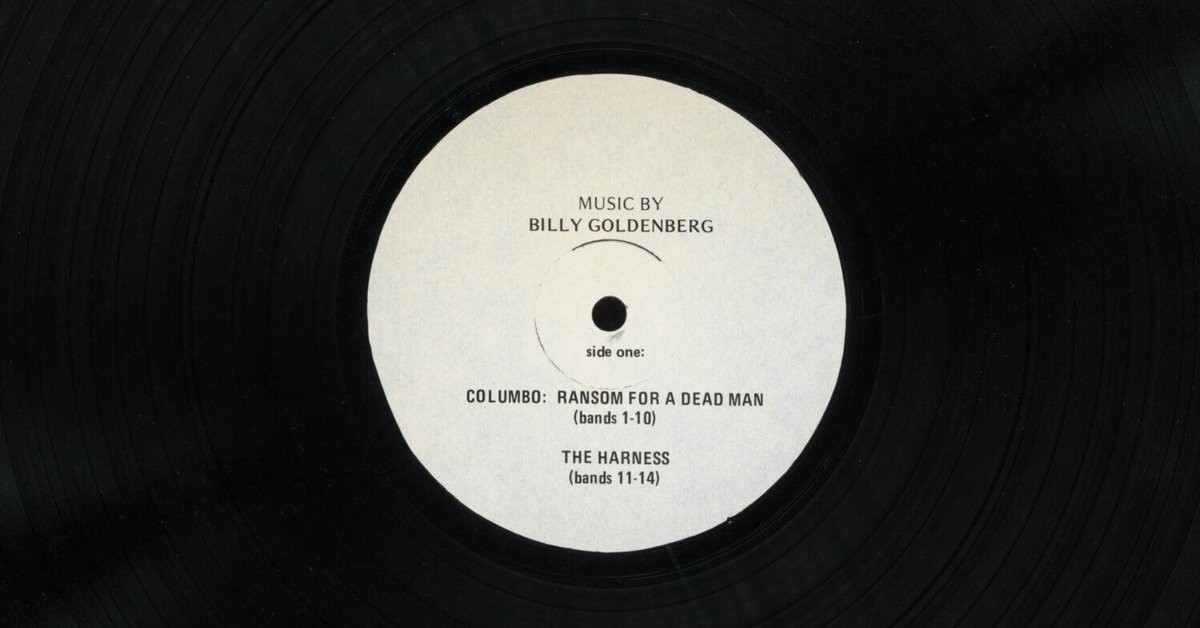 MUSIC BY
BILLY GOLDENBERG
side one:
COLUMBO: RANSOM FOR A DEAD MAN
(bands 1-10)
THE HARNESS
(bands 11-14)